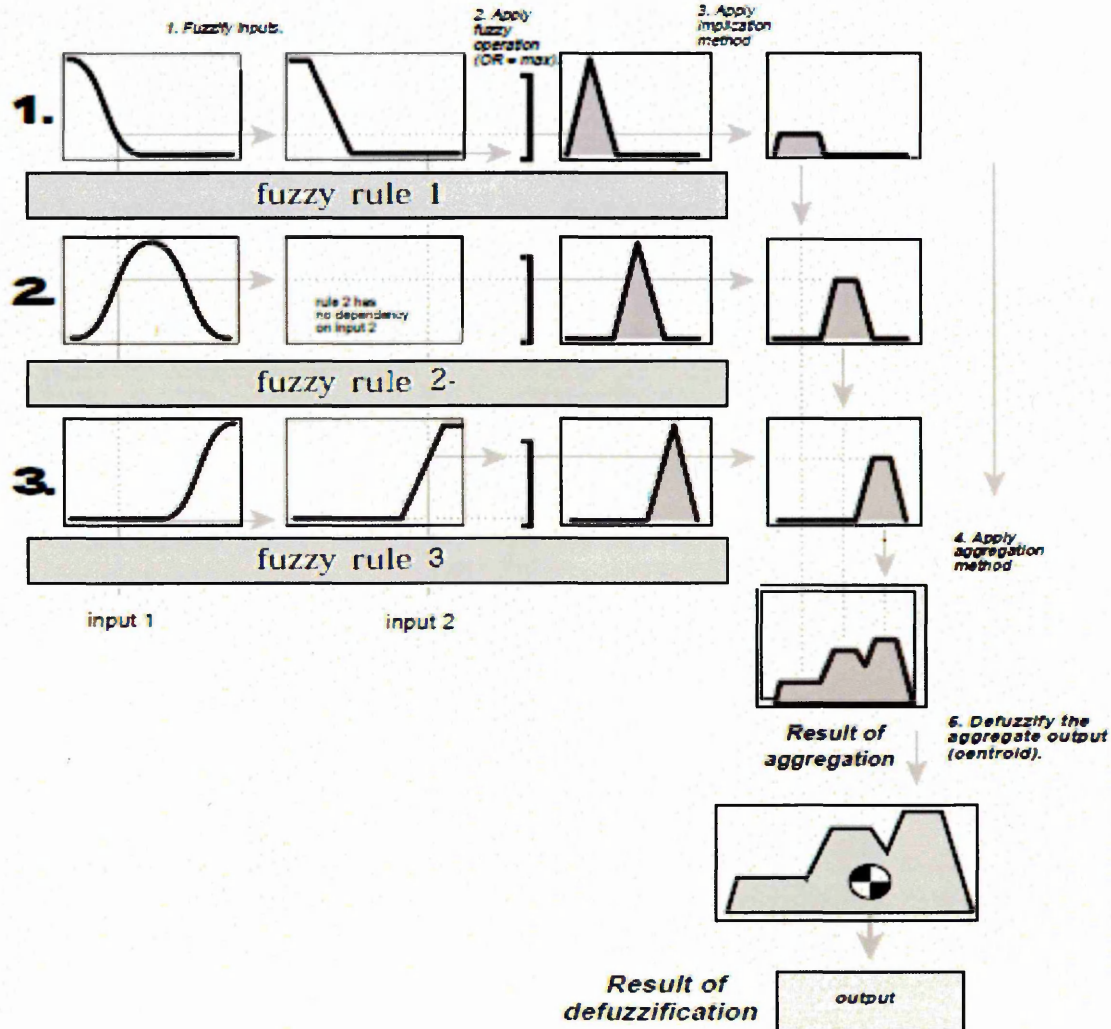 1. Fuzzify inputs.
2. Apply
fuzzy
operation
(OR = max).
3. Apply
implication
method
1.
fuzzy rule 1
2.
rule 2 has
no dependency
on input 2
fuzzy rule 2-
3.
fuzzy rule 3
input 1
input 2
4. Apply
aggregation
method
Result of
aggregation
5. Defuzzify the
aggregate output
(centroid).
Result of
defuzzification
output